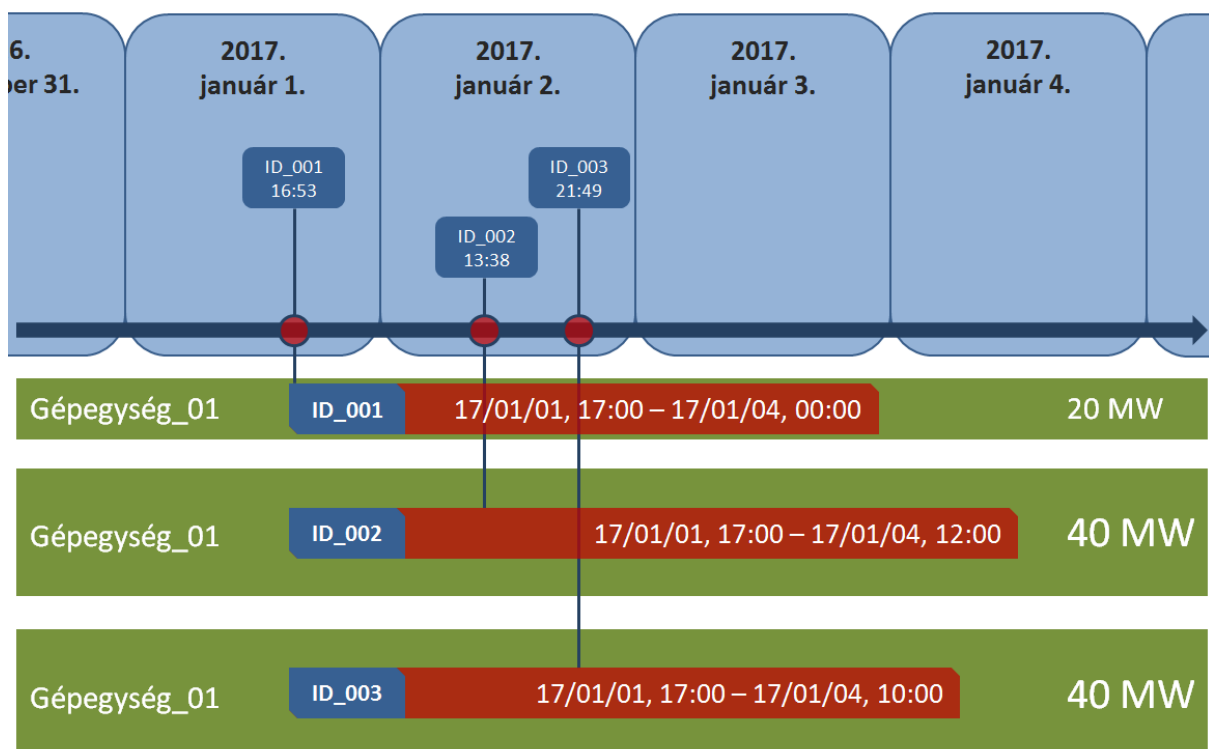 6.
ber 31.
2017.
január 1.
2017.
január 2.
2017.
január 3.
2017.
január 4.
ID_001
16:53
ID_003
21:49
ID_002
13:38
Gépegység_01 ID_001 17/01/01, 17:00 – 17/01/04, 00:00 20 MW
Gépegység_01 ID_002 17/01/01, 17:00 – 17/01/04, 12:00 40 MW
Gépegység_01 ID_003 17/01/01, 17:00 – 17/01/04, 10:00 40 MW